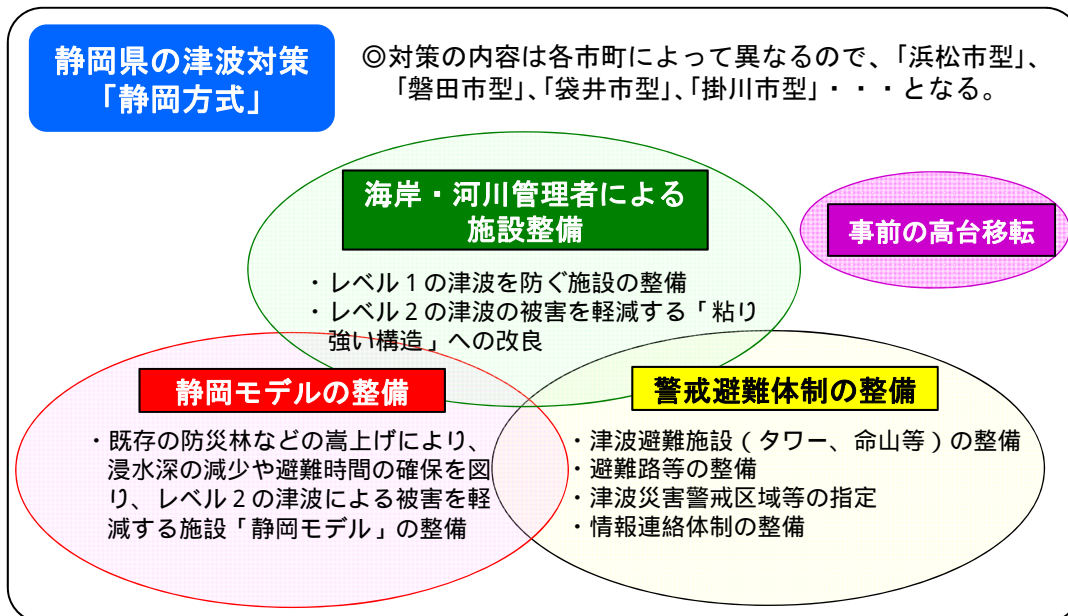 静岡県の津波対策
「静岡方式」
◎対策の内容は各市町によって異なるので、「浜松市型」、
「磐田市型」、「袋井市型」、「掛川市型」・・・となる。
海岸・河川管理者による
施設整備
・レベル１の津波を防ぐ施設の整備
・レベル２の津波の被害を軽減する「粘り
強い構造」への改良
事前の高台移転
静岡モデルの整備
・既存の防災林などの嵩上げにより、
浸水深の減少や避難時間の確保を図
り、レベル２の津波による被害を軽
減する施設「静岡モデル」の整備
警戒避難体制の整備
・津波避難施設（タワー、命山等）の整備
・避難路等の整備
・津波災害警戒区域等の指定
・情報連絡体制の整備